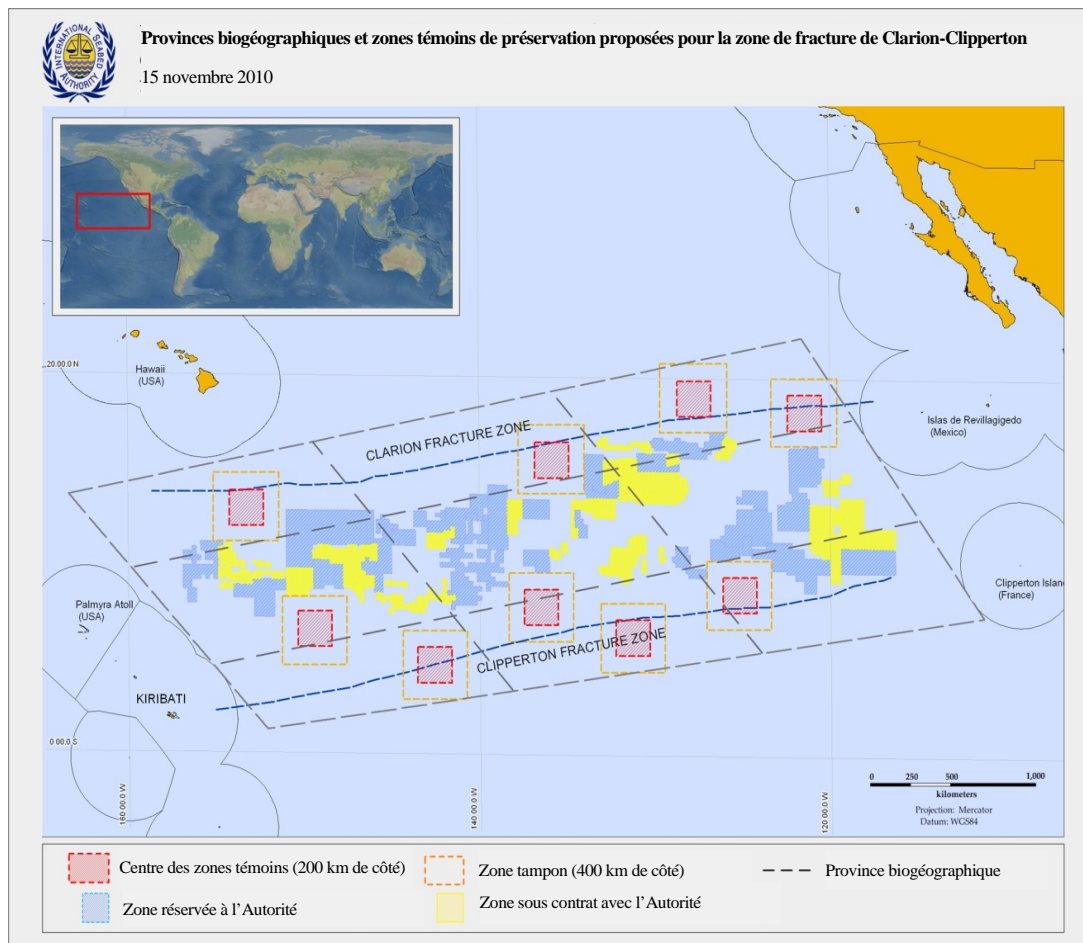 INTERNATIONAL SEABED AUTHORITY
Provinces biogéographiques et zones témoins de préservation proposées pour la zone de fracture de Clarion-Clipperton
15 novembre 2010
20 00.0 N
Hawaii
(USA)
Islas de Revillagigedo
(Mexico)
CLARION FRACTURE ZONE
Clipperton Islan
(France)
Palmyra Atoll
(USA)
CLIPPERTON FRACTURE ZONE
KIRIBATI
0 00.0 S
160 00.0 W
140 00.0 W
120 00.0 W
0 250 500 1,000
kilometers
Projection: Mercator
Datum: WGS84
Centre des zones témoins (200 km de côté)
Zone tampon (400 km de côté)
Province biogéographique
Zone réservée à l’Autorité
Zone sous contrat avec l’Autorité